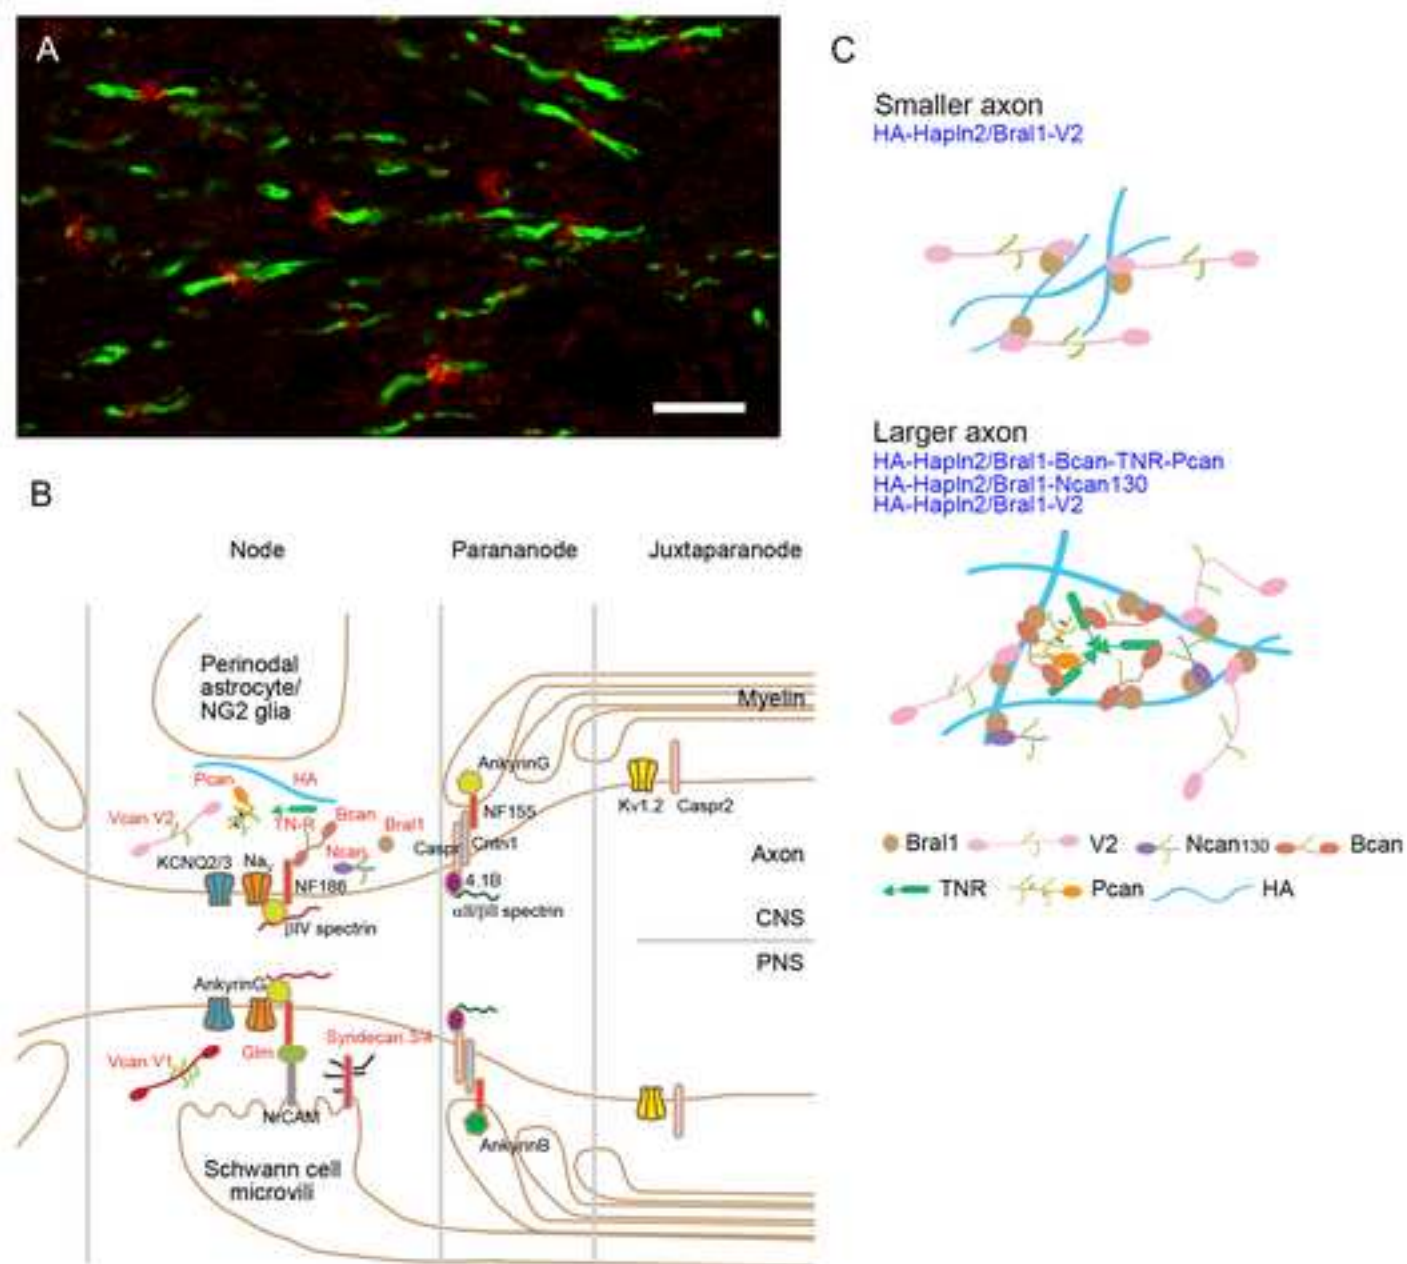 A
B
Node
Parananode
Juxtaparanode
Perinodal
astrocyte/
NG2 glia
Myelin
AnkyrinG
Pcan
HA
NF155
Kv1.2
Caspr2
Vcan V2
TN-R
Bcan
Bral1
Caspr
Cntn1
KCNQ2/3
Nav
Ncan
NF186
4.1B
αII/βII spectrin
βIV spectrin
Axon
CNS
PNS
AnkyrinG
Syndecan 3/4
Vcan V1
Glm
NrCAM
AnkyrinB
Schwann cell
microvili
C
Smaller axon
HA-Hapln2/Bral1-V2
Larger axon
HA-Hapln2/Bral1-Bcan-TNR-Pcan
HA-Hapln2/Bral1-Ncan130
HA-Hapln2/Bral1-V2
Bral1
V2
Ncan130
Bcan
TNR
Pcan
HA